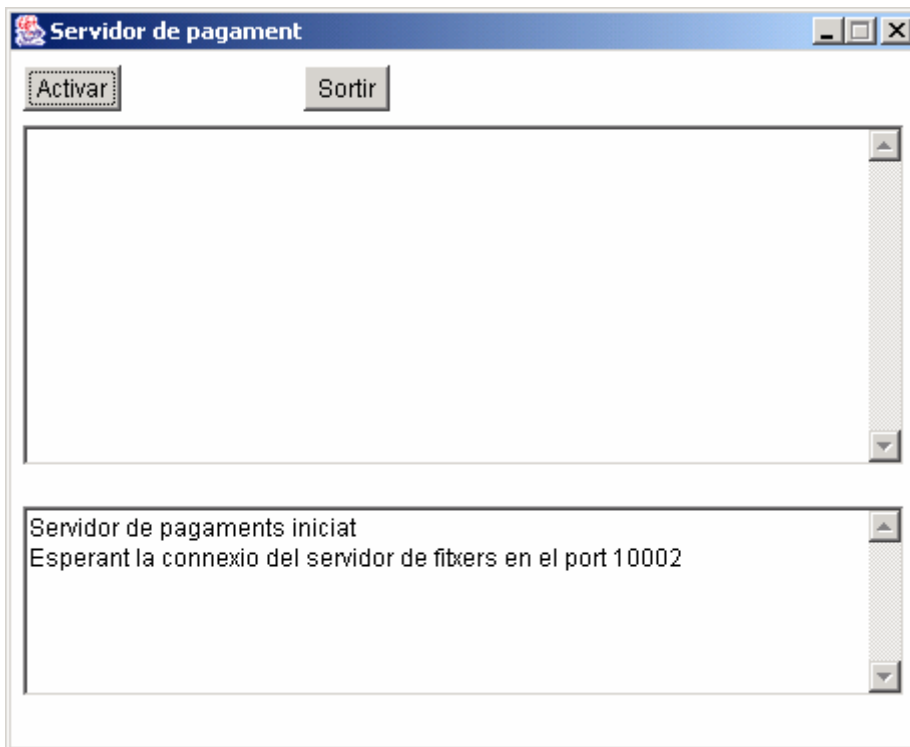 Servidor de pagament
Activar Sortir
Servidor de pagaments iniciat
Esperant la connexio del servidor de fitxers en el port 10002